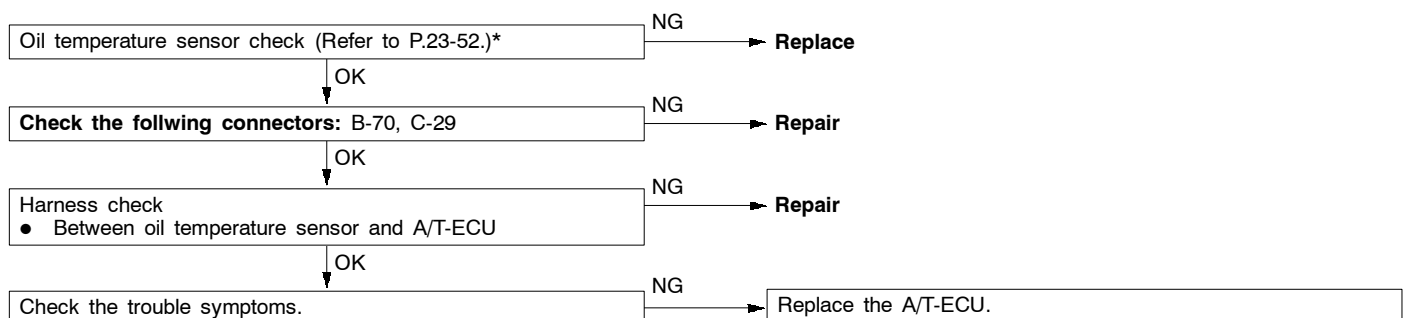 Oil temperature sensor check (Refer to P.23-52.)*
NG
Replace
OK
Check the follwing connectors: B-70, C-29
NG
Repair
OK
Harness check
● Between oil temperature sensor and A/T-ECU
NG
Repair
OK
Check the trouble symptoms.
NG
Replace the A/T-ECU.